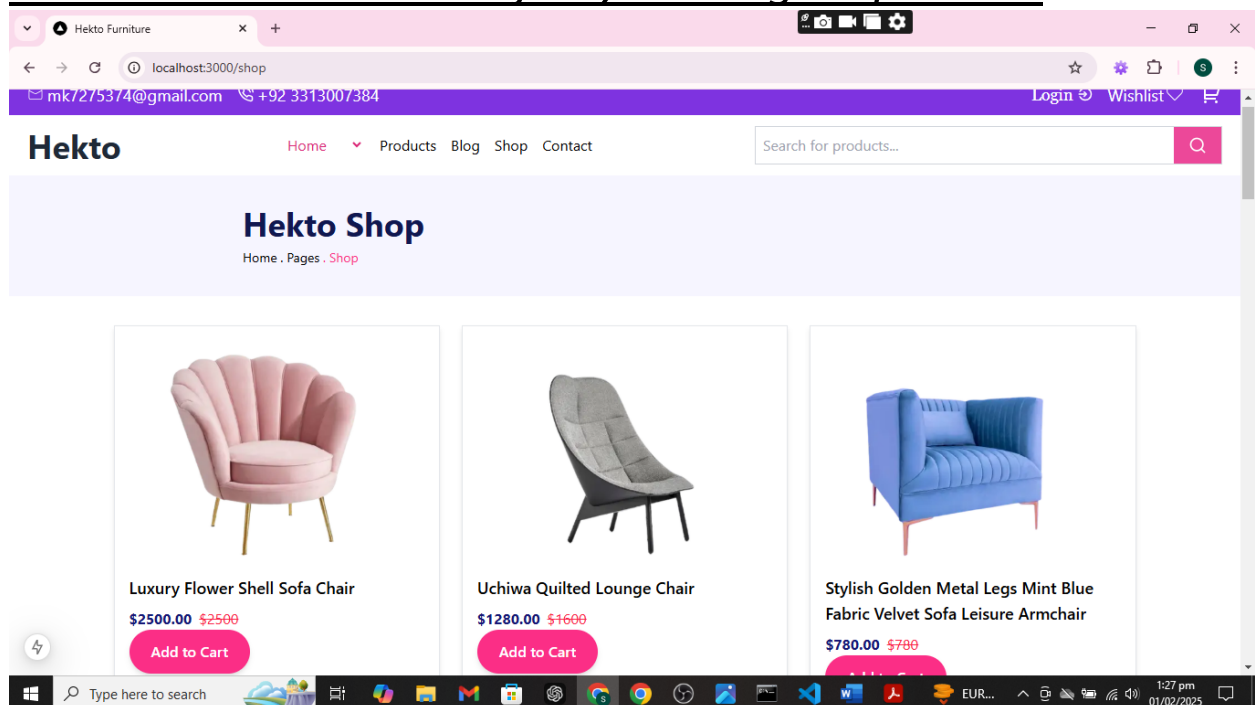 Hekto Furniture
localhost:3000/shop
S
mk7275374@gmail.com +92 3313007384 Login Wishlist
Hekto Home Products Blog Shop Contact Search for products...
Hekto Shop
Home . Pages . Shop
Luxury Flower Shell Sofa Chair
$2500.00 $2500
Add to Cart
Uchiwa Quilted Lounge Chair
$1280.00 $1600
Add to Cart
Stylish Golden Metal Legs Mint Blue
Fabric Velvet Sofa Leisure Armchair
$780.00 $780
Add to Cart
Type here to search EUR... 1:27 pm
01/02/2025